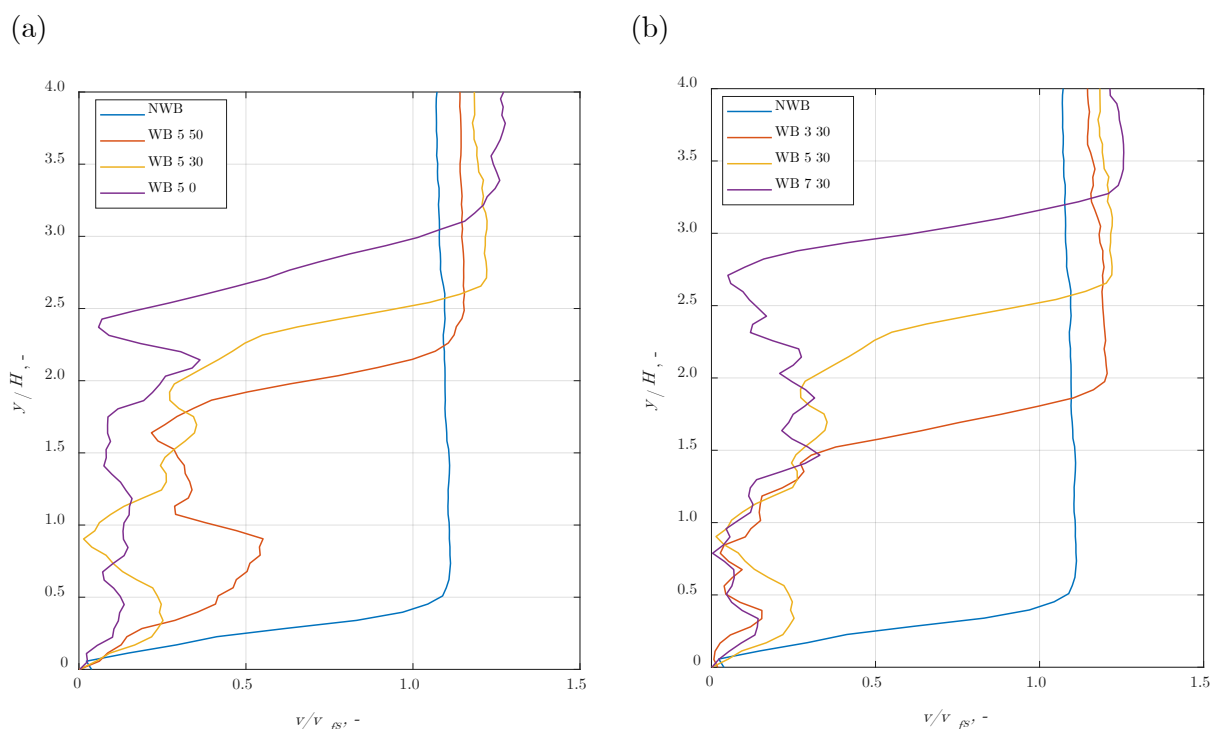 (a)
4.0
3.5
3.0
2.5
2.0
1.5
1.0
0.5
0
y / H , -
NWB
WB 5 50
WB 5 30
WB 5 0
0 0.5 1.0 1.5
v/v fs, -
(b)
4.0
3.5
3.0
2.5
2.0
1.5
1.0
0.5
0
y / H , -
NWB
WB 3 30
WB 5 30
WB 7 30
0 0.5 1.0 1.5
v/v fs, -